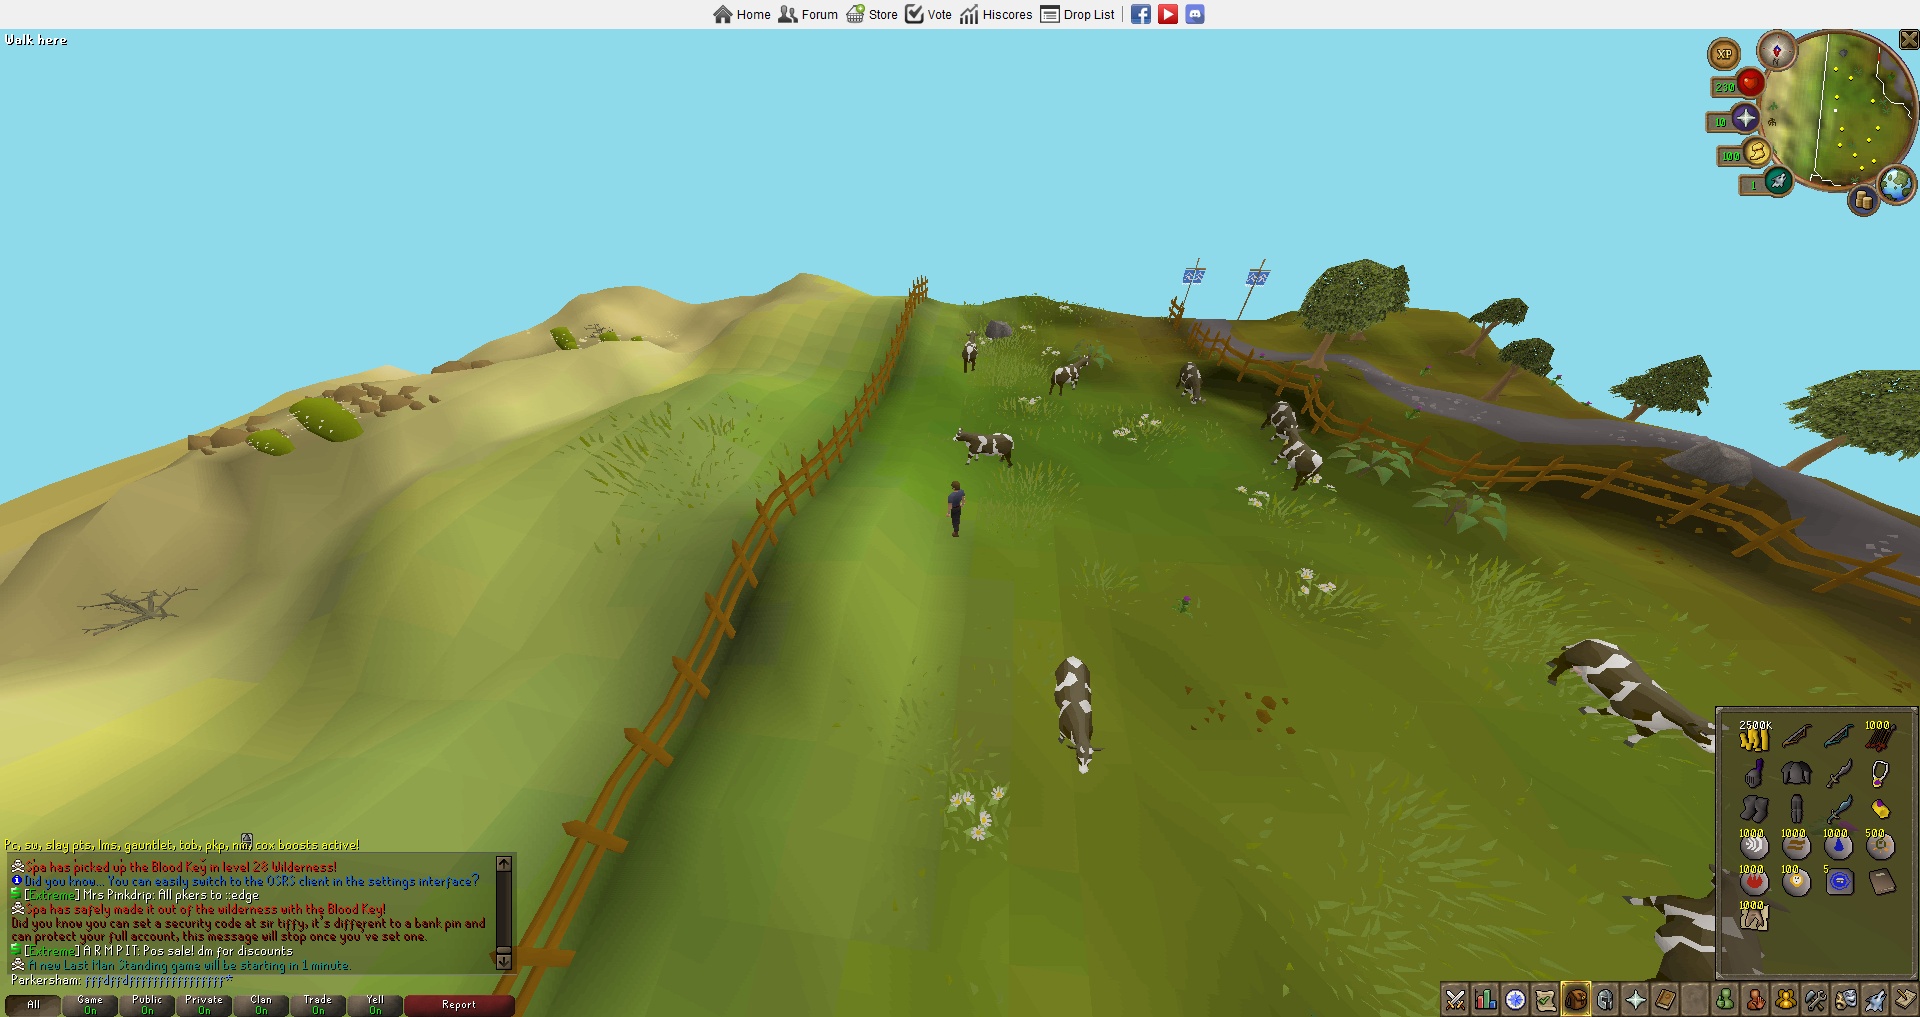 Home Forum Store Vote Hiscores Drop List
Walk here
XP
230
10
100
1
2500K 1000
1000 1000 1000 500
1000 100 5
1000
Pc, sw, slay pts, lms, gauntlet, tob, pkp, nm, cox boosts active!
Spa has picked up the Blood Key in level 28 Wilderness!
Did you know... You can easily switch to the OSRS client in the settings interface?
[Extreme] Mrs Pinkdrip: All pkers to ::edge
Spa has safely made it out of the wilderness with the Blood Key!
Did you know you can set a security code at sir tiffy, it's different to a bank pin and
can protect your full account, this message will stop once you've set one.
[Extreme] A R M P I T: Pos sale! dm for discounts
A new Last Man Standing game will be starting in 1 minute.
Parkersham:
All Game On Public On Private On Clan On Trade On Yell On Report